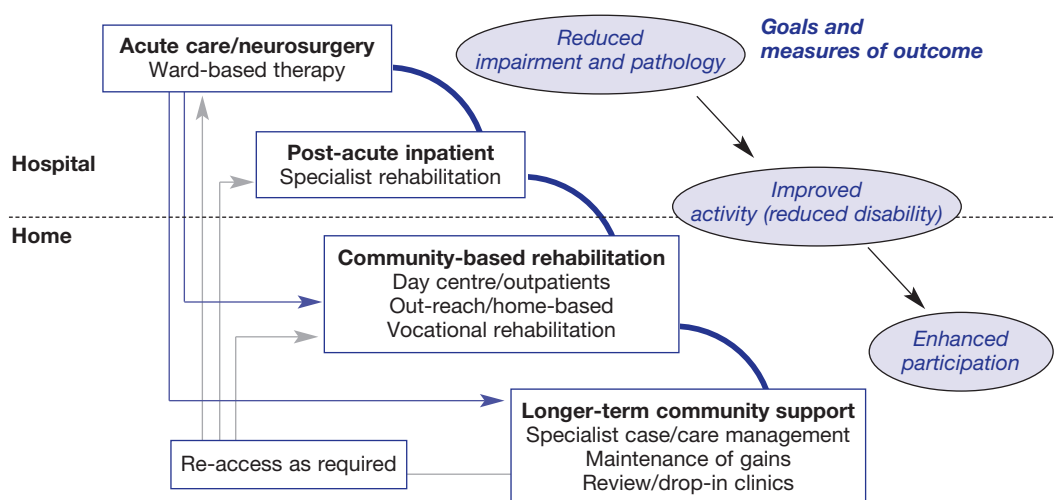 Acute care/neurosurgery
Ward-based therapy
Reduced
impairment and pathology
Goals and
measures of outcome
Hospital
Post-acute inpatient
Specialist rehabilitation
Improved
activity (reduced disability)
Home
Community-based rehabilitation
Day centre/outpatients
Out-reach/home-based
Vocational rehabilitation
Enhanced
participation
Longer-term community support
Specialist case/care management
Maintenance of gains
Review/drop-in clinics
Re-access as required